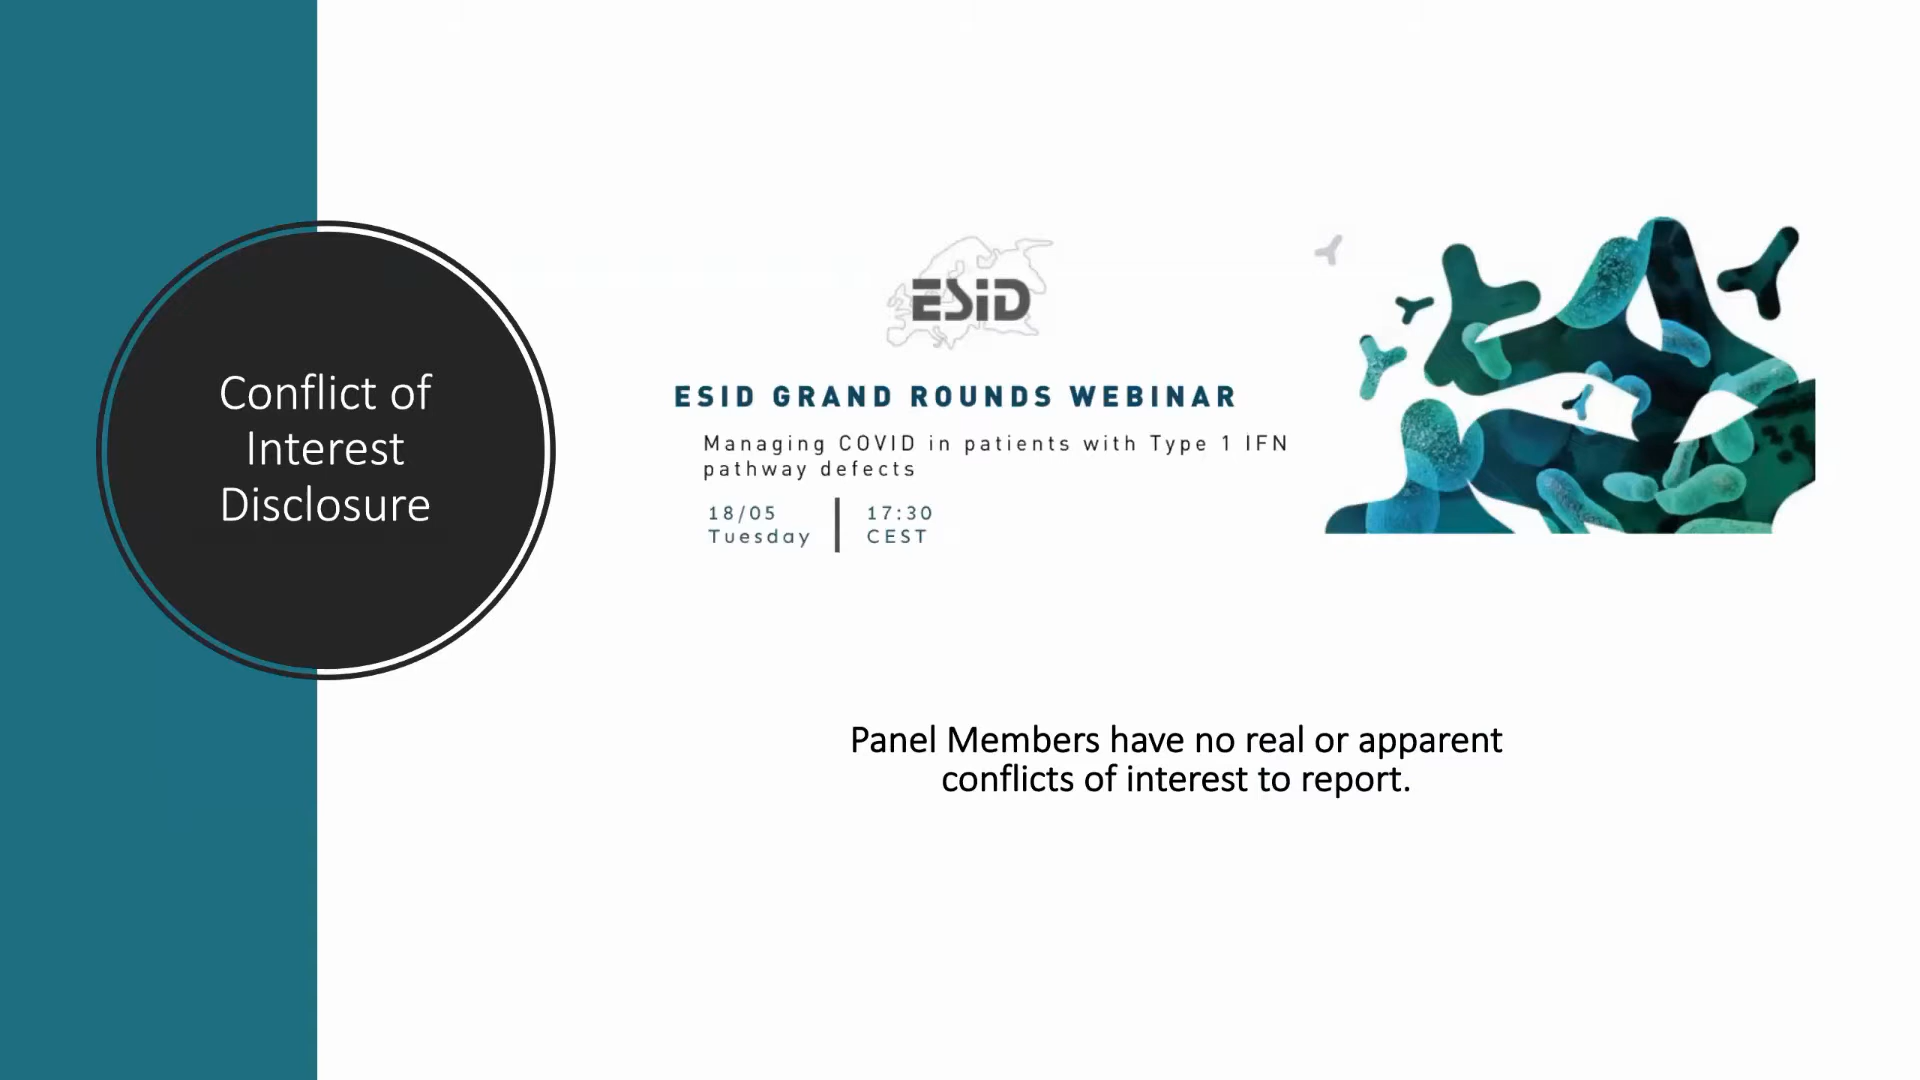 Conflict of
Interest
Disclosure
ESiD
ESID GRAND ROUNDS WEBINAR
Managing COVID in patients with Type 1 IFN
pathway defects
18/05
Tuesday
17:30
CEST
Panel Members have no real or apparent
conflicts of interest to report.